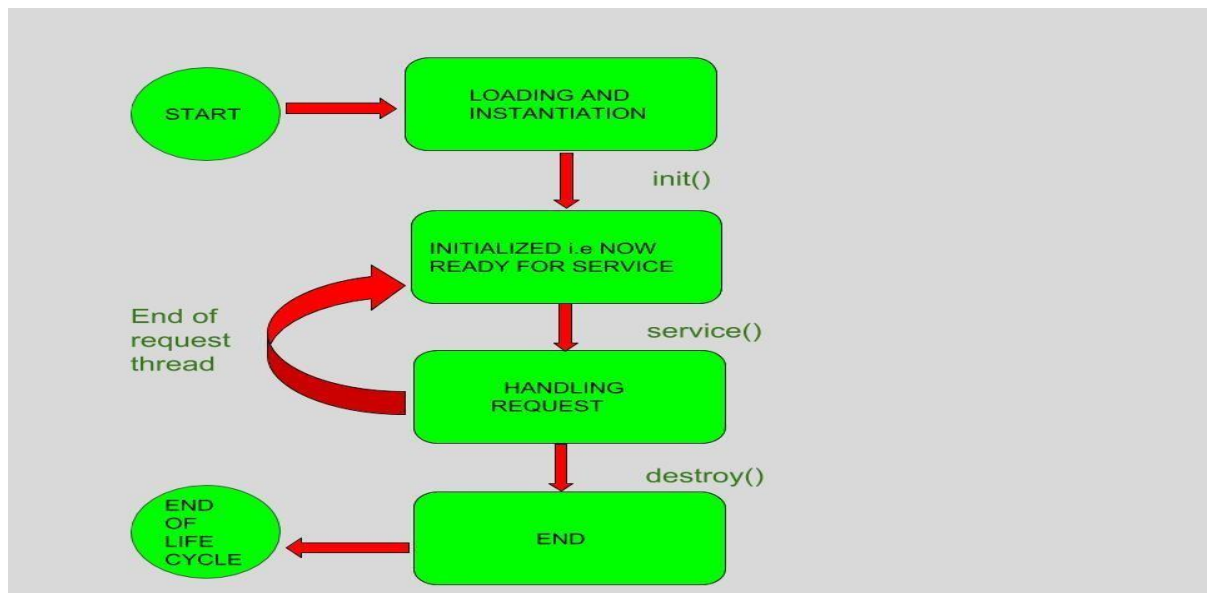 START
LOADING AND
INSTANTIATION
init()
INITIALIZED i.e NOW
READY FOR SERVICE
End of
request
thread
service()
HANDLING
REQUEST
destroy()
END
OF
LIFE
CYCLE
END